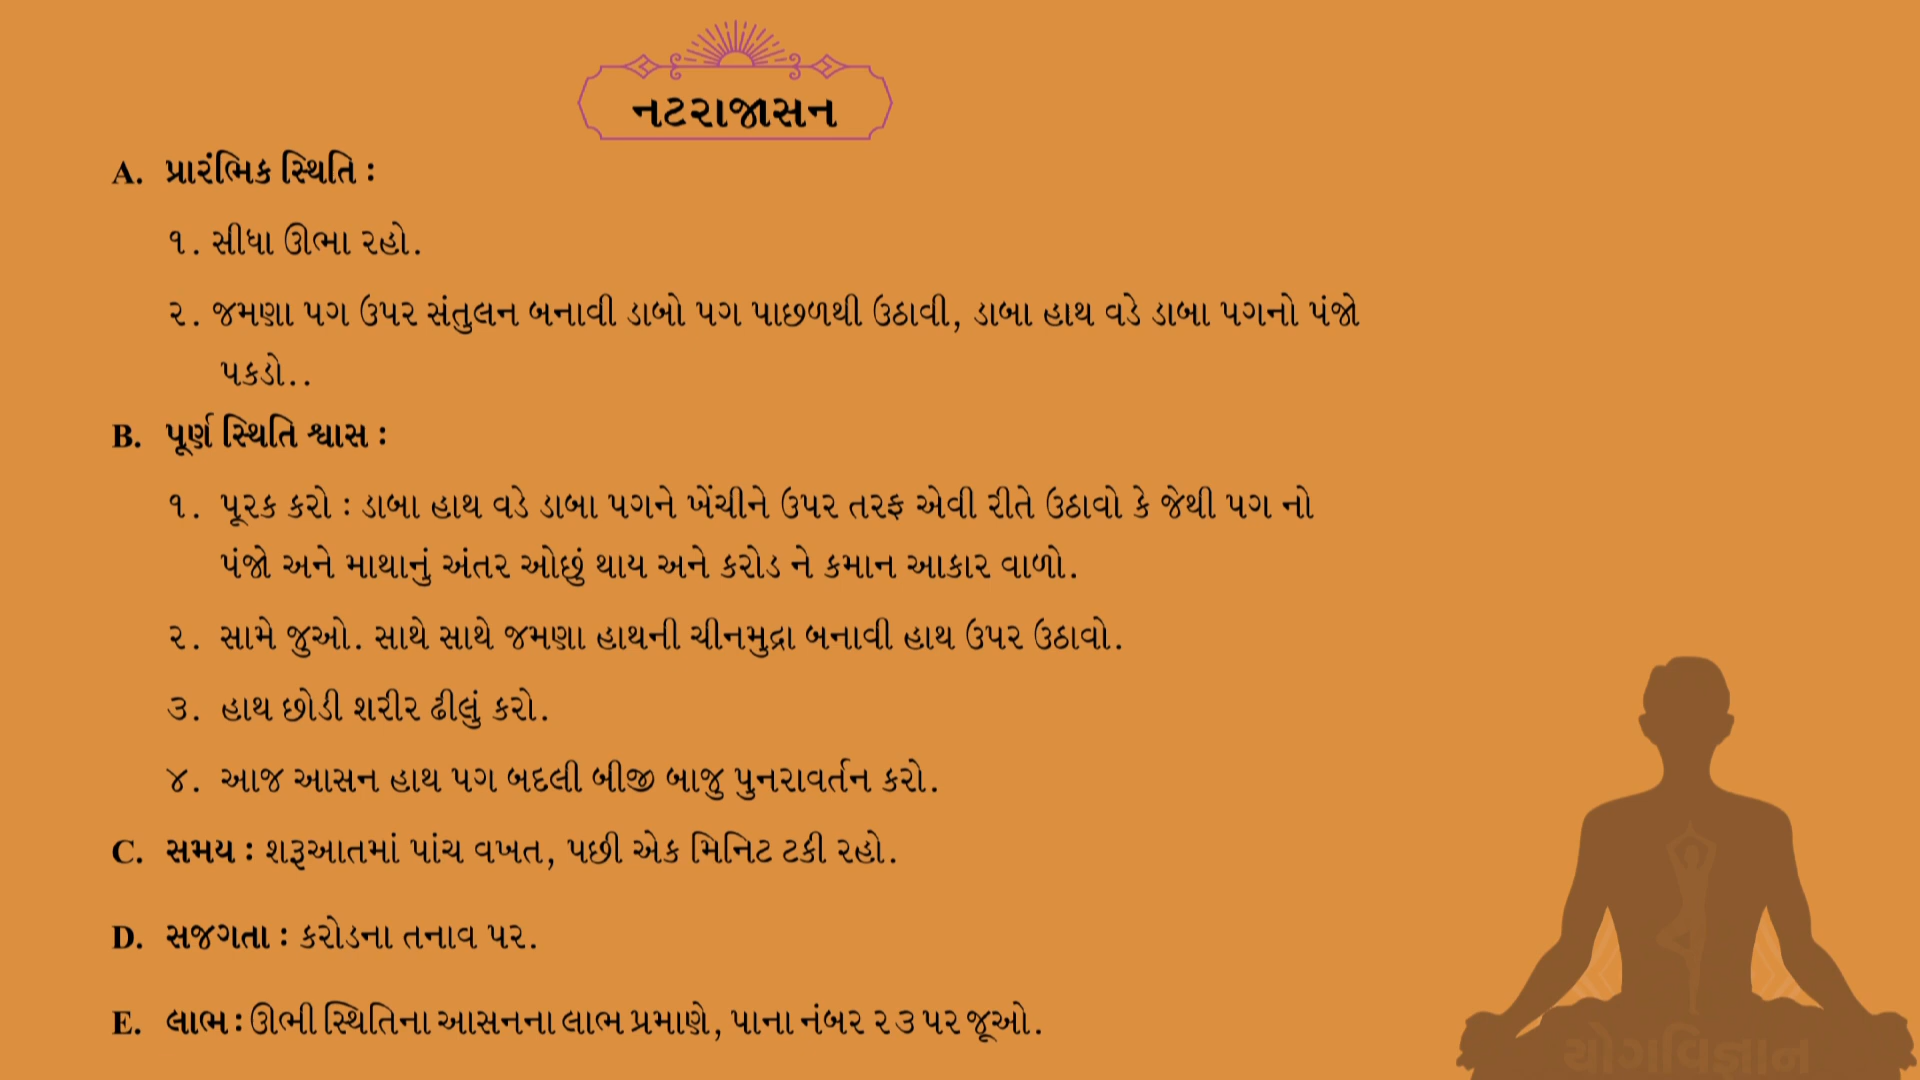 નટરાજાસન
A. પ્રારંભિક સ્થિતિ :
૧. સીધા ઊભા રહો.
૨. જમણા પગ ઉપર સંતુલન બનાવી ડાબો પગ પાછળથી ઉઠાવી, ડાબા હાથ વડે ડાબા પગનો પંજો
પકડો..
B. પૂર્ણ સ્થિતિ શ્વાસ :
૧. પૂરક કરો : ડાબા હાથ વડે ડાબા પગને ખેંચીને ઉપર તરફ એવી રીતે ઉઠાવો કે જેથી પગ નો
પંજો અને માથાનું અંતર ઓછું થાય અને કરોડ ને કમાન આકાર વાળો.
૨. સામે જુઓ. સાથે સાથે જમણા હાથની ચીનમુદ્રા બનાવી હાથ ઉપર ઉઠાવો.
૩. હાથ છોડી શરીર ઢીલું કરો.
૪. આજ આસન હાથ પગ બદલી બીજી બાજુ પુનરાવર્તન કરો.
C. સમય : શરૂઆતમાં પાંચ વખત, પછી એક મિનિટ ટકી રહો.
D. સજગતા : કરોડના તનાવ પર.
E. લાભ : ઊભી સ્થિતિના આસનના લાભ પ્રમાણે, પાના નંબર ૨૩ પર જૂઓ.
યોગવિજ્ઞાન